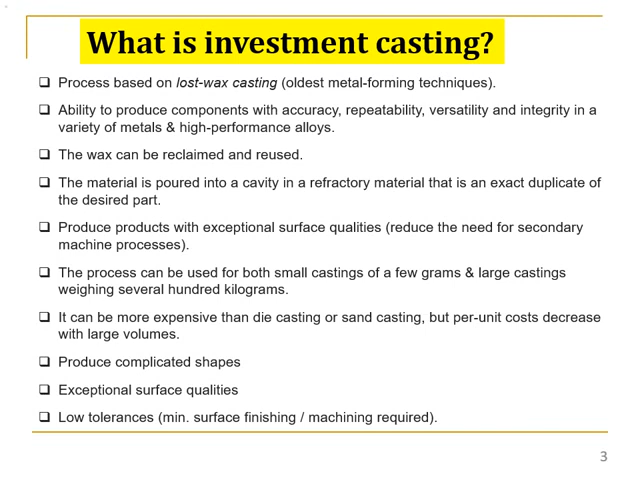 What is investment casting?
❑ Process based on lost-wax casting (oldest metal-forming techniques).
❑ Ability to produce components with accuracy, repeatability, versatility and integrity in a
variety of metals & high-performance alloys.
❑ The wax can be reclaimed and reused.
❑ The material is poured into a cavity in a refractory material that is an exact duplicate of
the desired part.
❑ Produce products with exceptional surface qualities (reduce the need for secondary
machine processes).
❑ The process can be used for both small castings of a few grams & large castings
weighing several hundred kilograms.
❑ It can be more expensive than die casting or sand casting, but per-unit costs decrease
with large volumes.
❑ Produce complicated shapes
❑ Exceptional surface qualities
❑ Low tolerances (min. surface finishing / machining required).
3